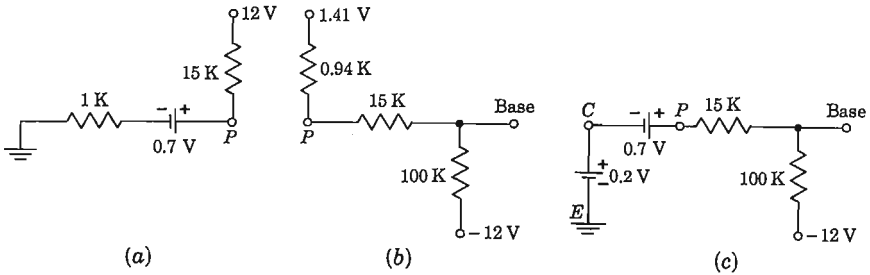 12 V
15 K
1 K
- +
0.7 V
P
(a)
1.41 V
0.94 K
15 K
Base
P
100 K
-12 V
(b)
C
- +
P
15 K
Base
0.7 V
+
0.2 V
-
100 K
E
-12 V
(c)